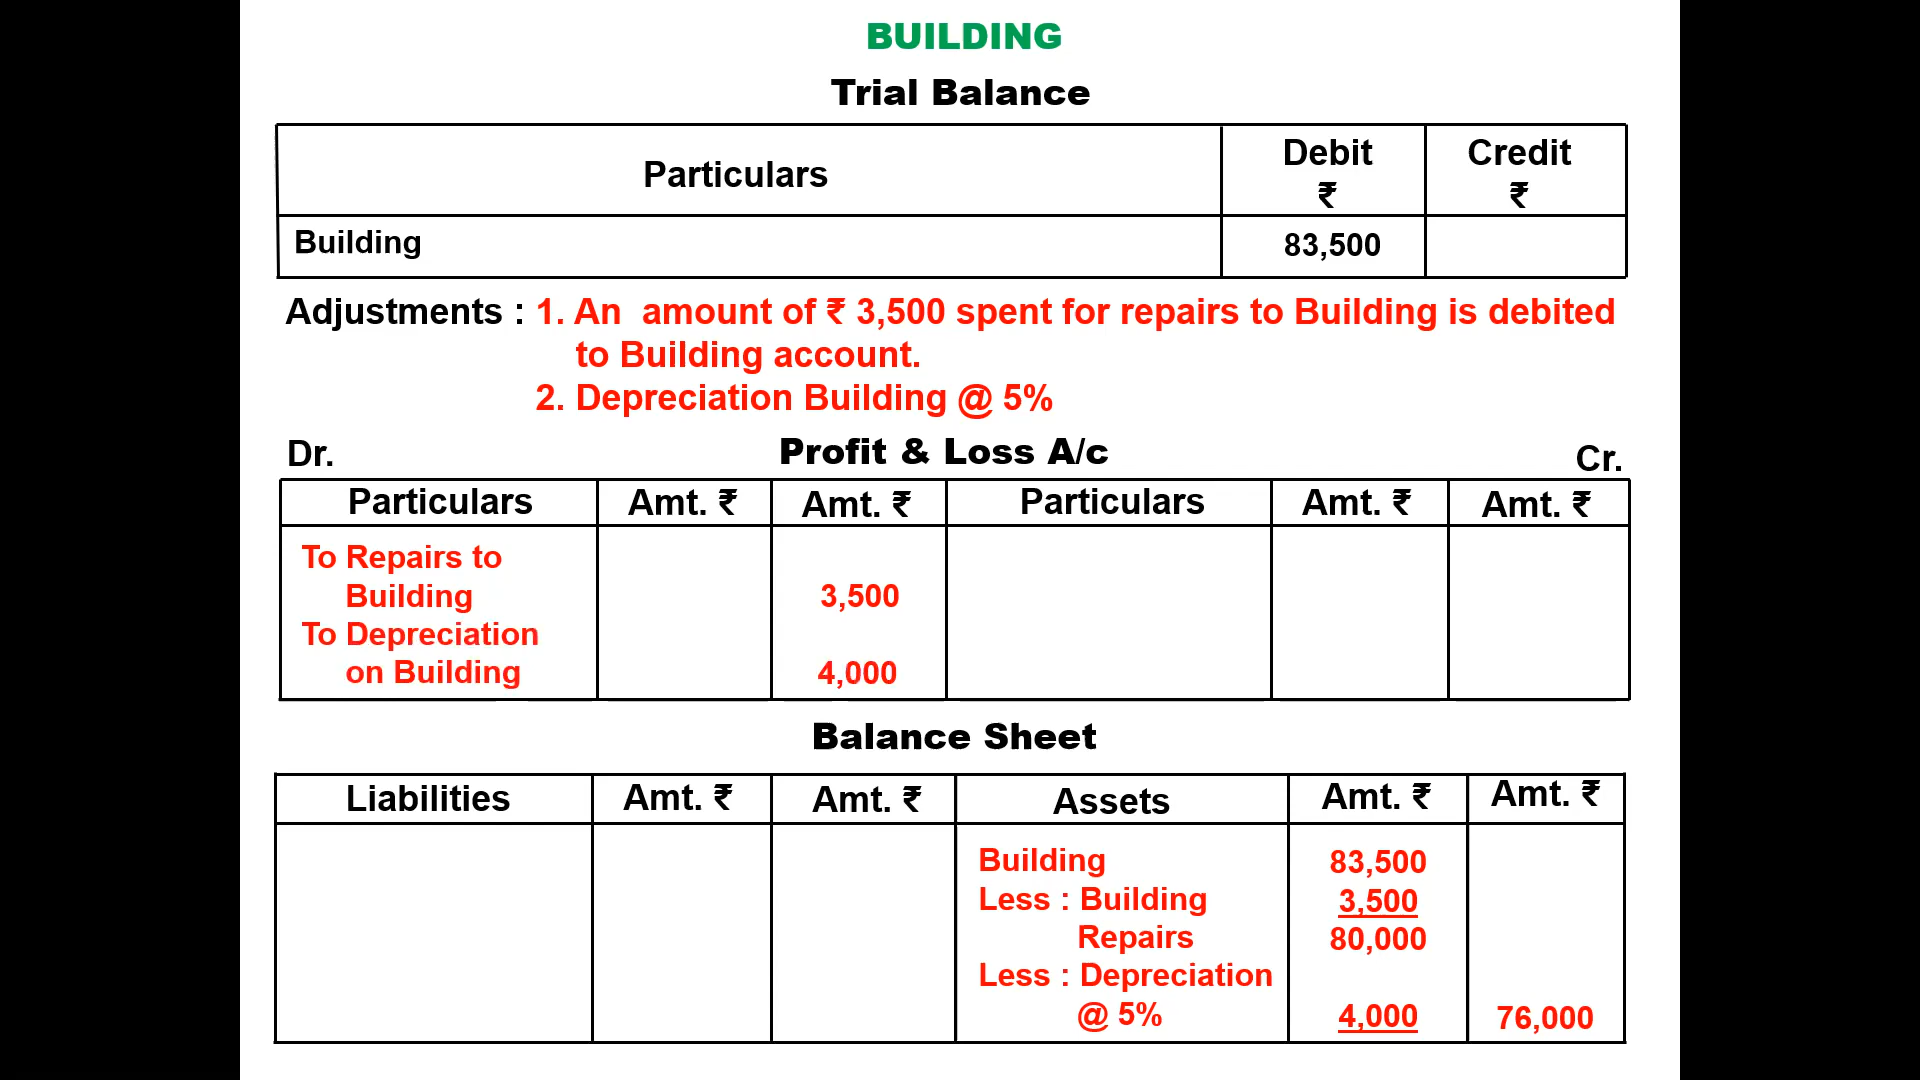 BUILDING
Trial Balance
Particulars Debit ₹ Credit ₹
Building 83,500
Adjustments : 1. An amount of ₹ 3,500 spent for repairs to Building is debited
to Building account.
2. Depreciation Building @ 5%
Dr. Profit & Loss A/c Cr.
Particulars Amt. ₹ Amt. ₹ Particulars Amt. ₹ Amt. ₹
To Repairs to
Building 3,500
To Depreciation
on Building 4,000
Balance Sheet
Liabilities Amt. ₹ Amt. ₹ Assets Amt. ₹ Amt. ₹
Building 83,500
Less : Building 3,500
Repairs 80,000
Less : Depreciation
@ 5% 4,000 76,000